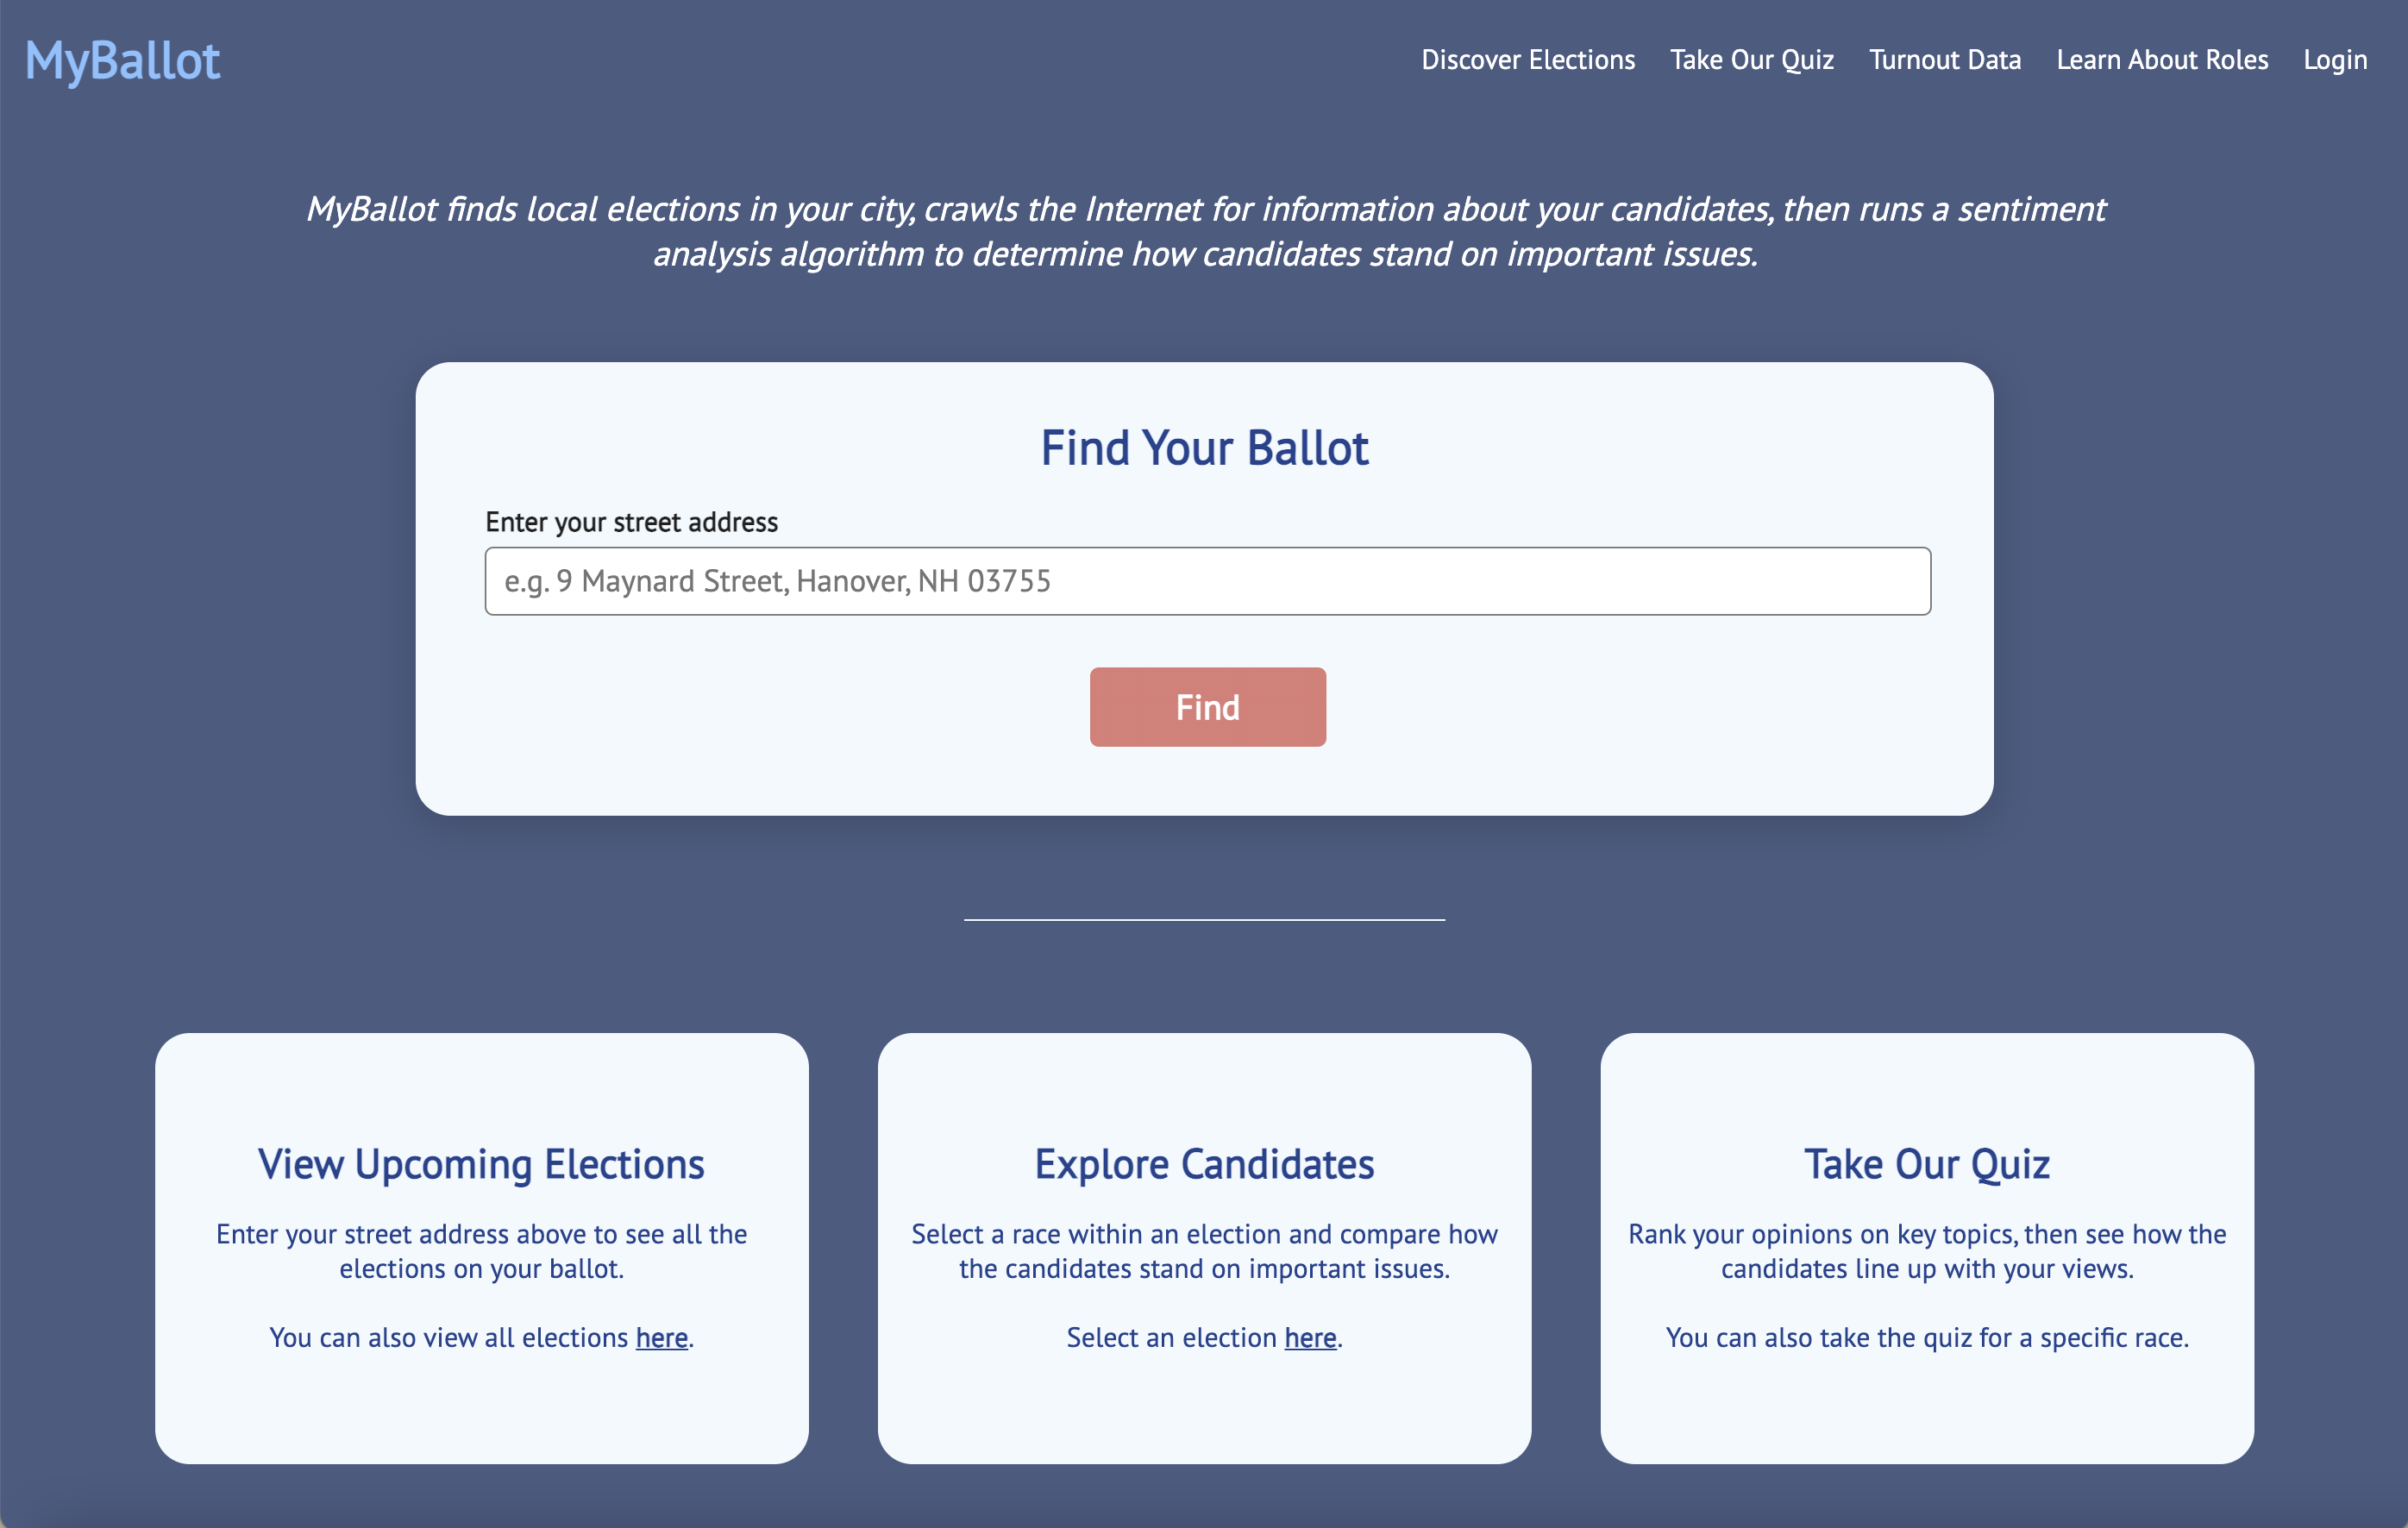 MyBallot
Discover Elections
Take Our Quiz
Turnout Data
Learn About Roles
Login
MyBallot finds local elections in your city, crawls the Internet for information about your candidates, then runs a sentiment
analysis algorithm to determine how candidates stand on important issues.
Find Your Ballot
Enter your street address
e.g. 9 Maynard Street, Hanover, NH 03755
Find
View Upcoming Elections
Enter your street address above to see all the
elections on your ballot.
You can also view all elections here.
Explore Candidates
Select a race within an election and compare how
the candidates stand on important issues.
Select an election here.
Take Our Quiz
Rank your opinions on key topics, then see how the
candidates line up with your views.
You can also take the quiz for a specific race.